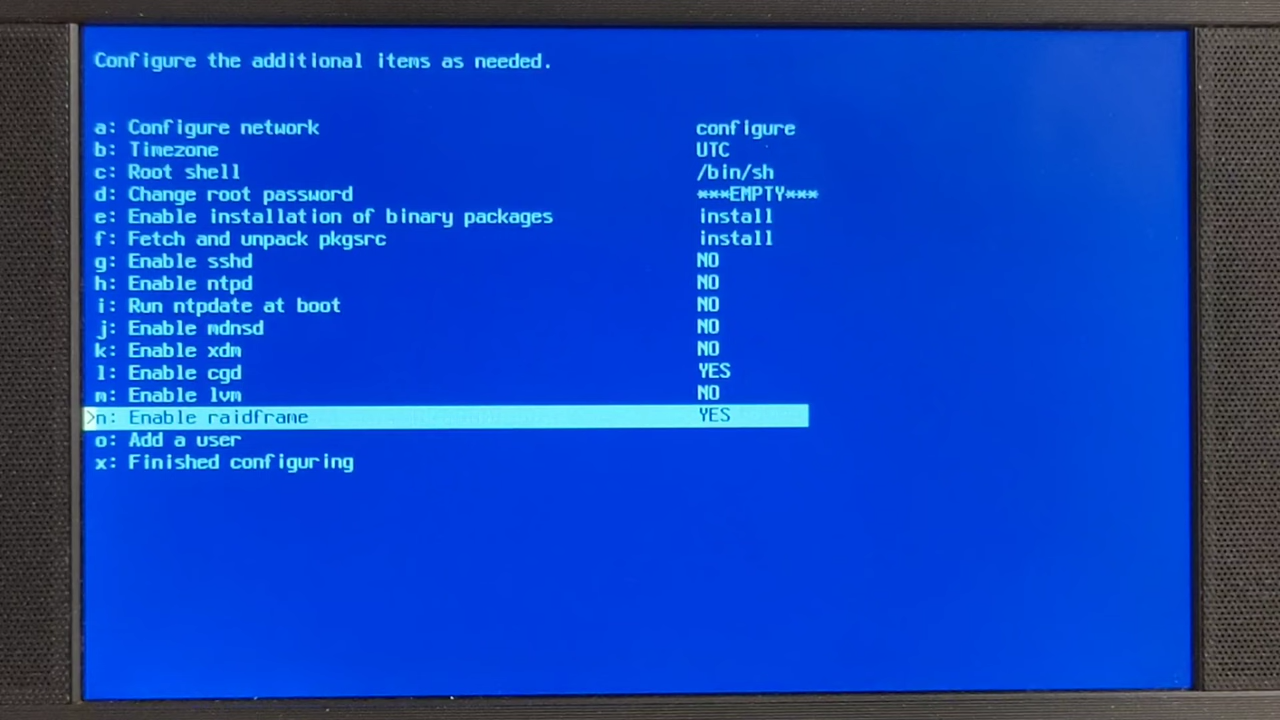 Configure the additional items as needed.
a: Configure network configure
b: Timezone UTC
c: Root shell /bin/sh
d: Change root password ***EMPTY***
e: Enable installation of binary packages install
f: Fetch and unpack pkgsrc install
g: Enable sshd NO
h: Enable ntpd NO
i: Run ntpdate at boot NO
j: Enable mdnsd NO
k: Enable xdm NO
l: Enable cgd YES
m: Enable lvm NO
>n: Enable raidframe YES
o: Add a user
x: Finished configuring